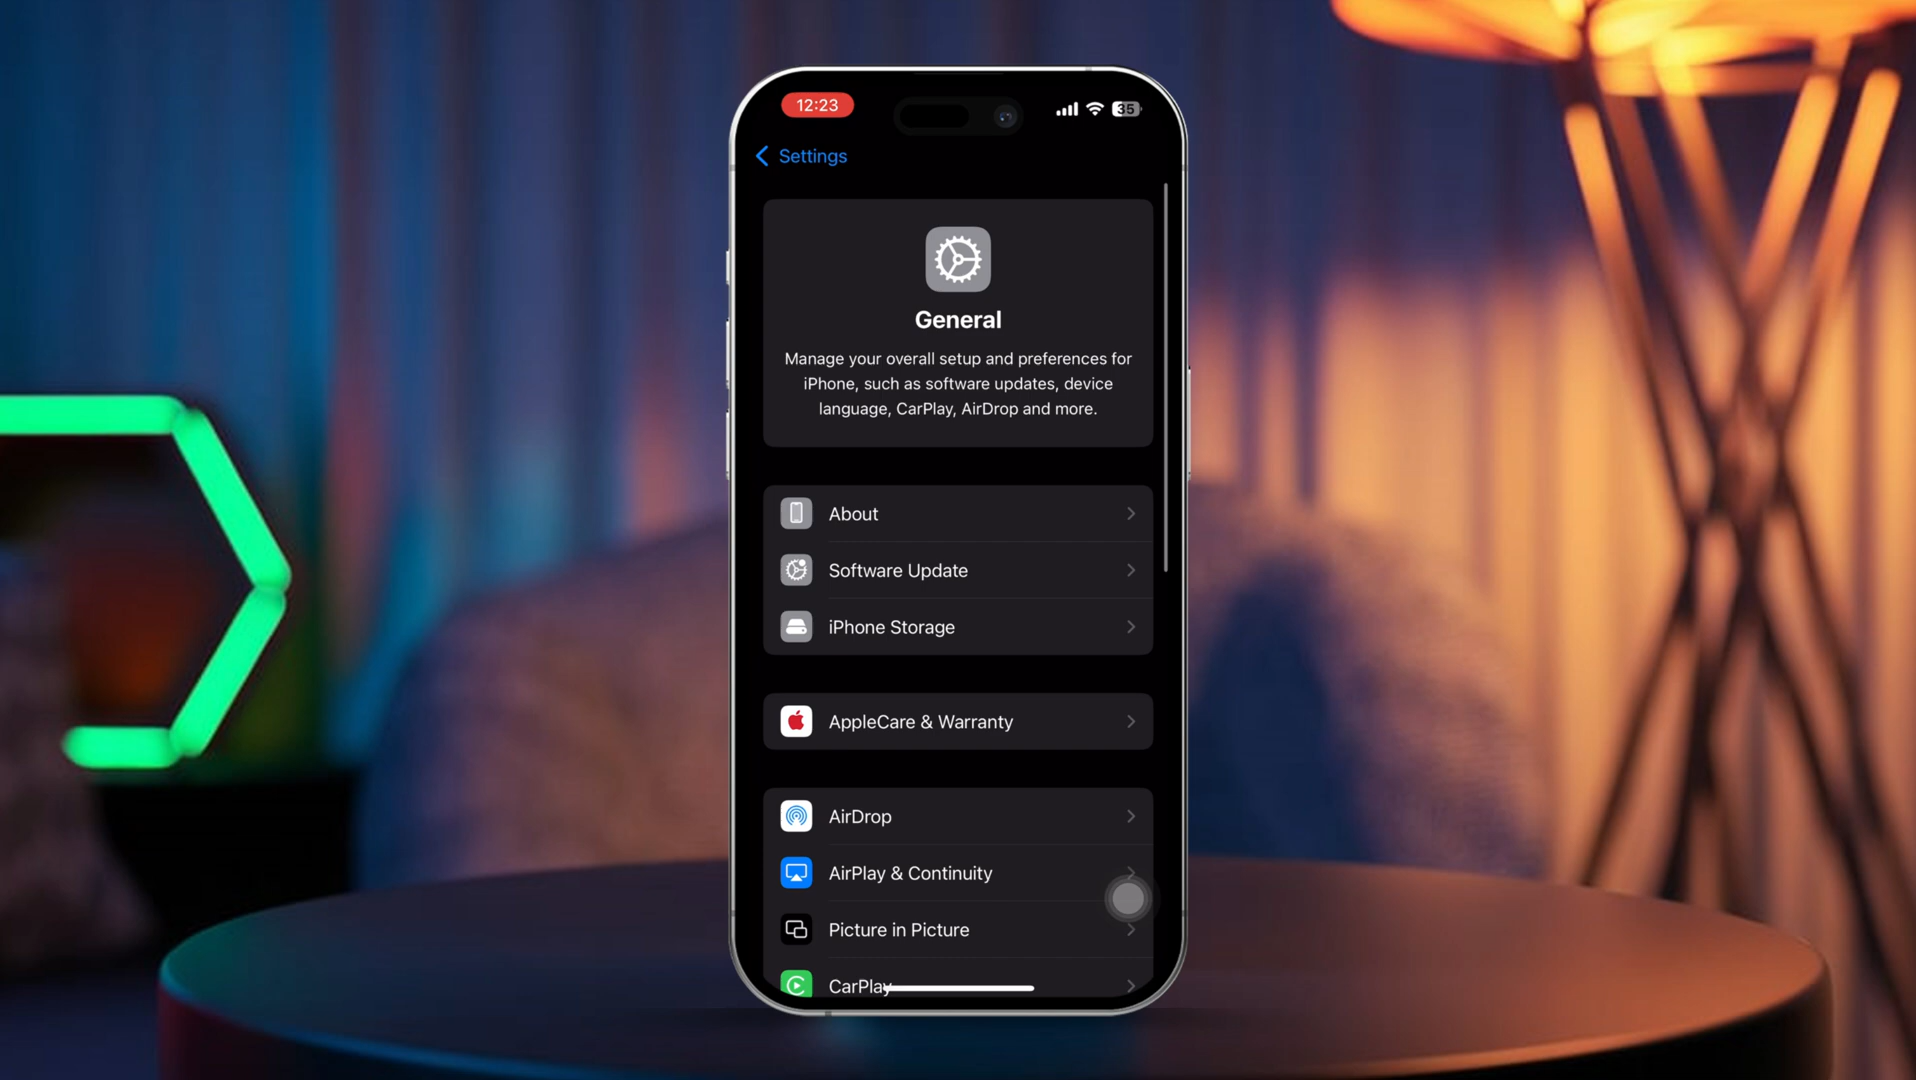 12:23
35
Settings
General
Manage your overall setup and preferences for
iPhone, such as software updates, device
language, CarPlay, AirDrop and more.
About
Software Update
iPhone Storage
AppleCare & Warranty
AirDrop
AirPlay & Continuity
Picture in Picture
CarPlay